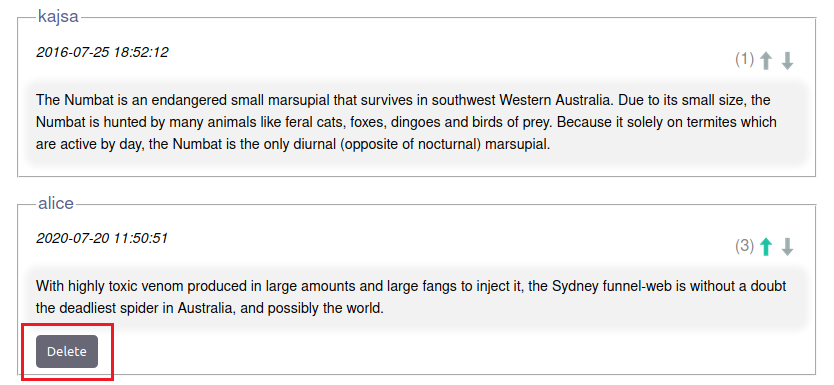 kajsa
2016-07-25 18:52:12
(1)
The Numbat is an endangered small marsupial that survives in southwest Western Australia. Due to its small size, the
Numbat is hunted by many animals like feral cats, foxes, dingoes and birds of prey. Because it solely on termites which
are active by day, the Numbat is the only diurnal (opposite of nocturnal) marsupial.
alice
2020-07-20 11:50:51
(3)
With highly toxic venom produced in large amounts and large fangs to inject it, the Sydney funnel-web is without a doubt
the deadliest spider in Australia, and possibly the world.
Delete